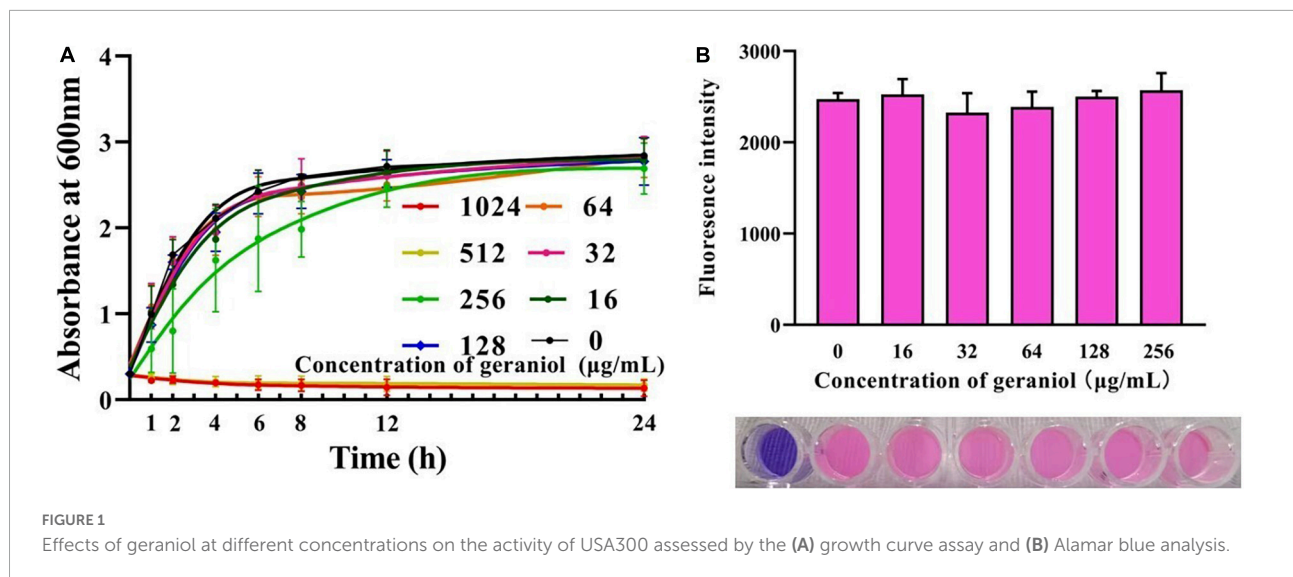 A
Absorbance at 600nm
4
3
2
1
0
1024
64
512
32
256
16
128
0
Concentration of geraniol (μg/mL)
1 2 4 6 8 12 24
Time (h)
B
Fluoresence intensity
3000
2000
1000
0
0 16 32 64 128 256
Concentration of geraniol (μg/mL)
FIGURE 1
Effects of geraniol at different concentrations on the activity of USA300 assessed by the (A) growth curve assay and (B) Alamar blue analysis.